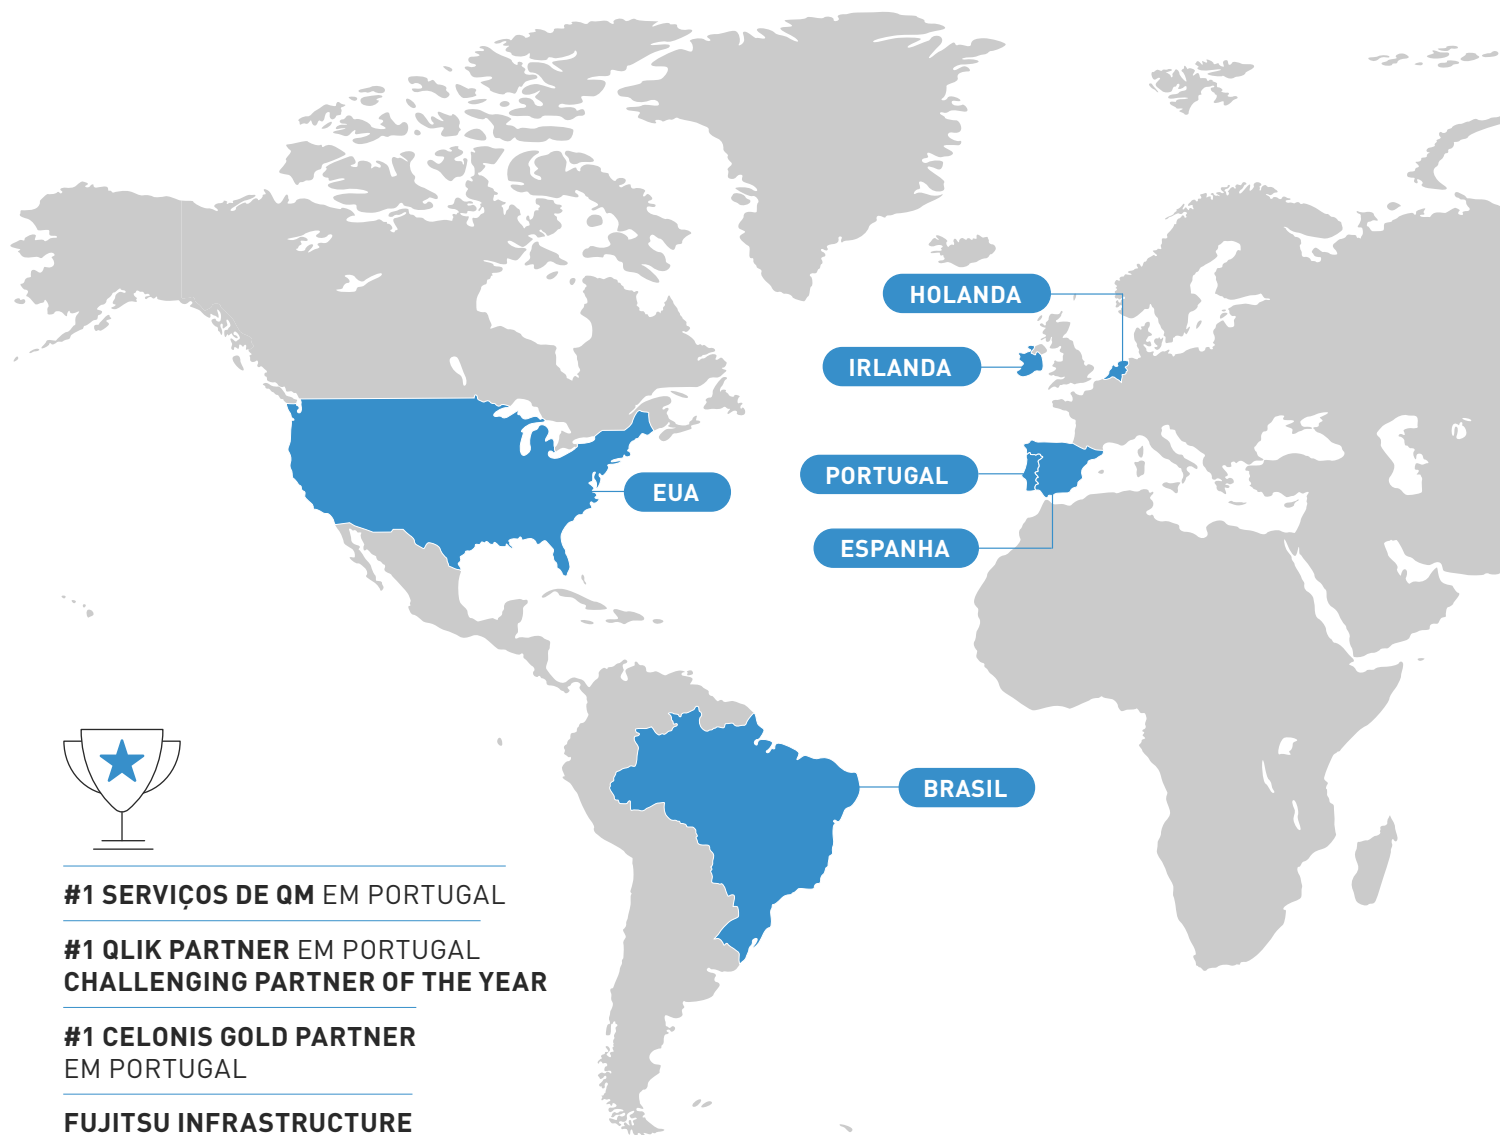 HOLANDA
IRLANDA
PORTUGAL
EUA
ESPANHA
BRASIL
#1 SERVIÇOS DE QM EM PORTUGAL
#1 QLIK PARTNER EM PORTUGAL
CHALLENGING PARTNER OF THE YEAR
#1 CELONIS GOLD PARTNER
EM PORTUGAL
FUJITSU INFRASTRUCTURE